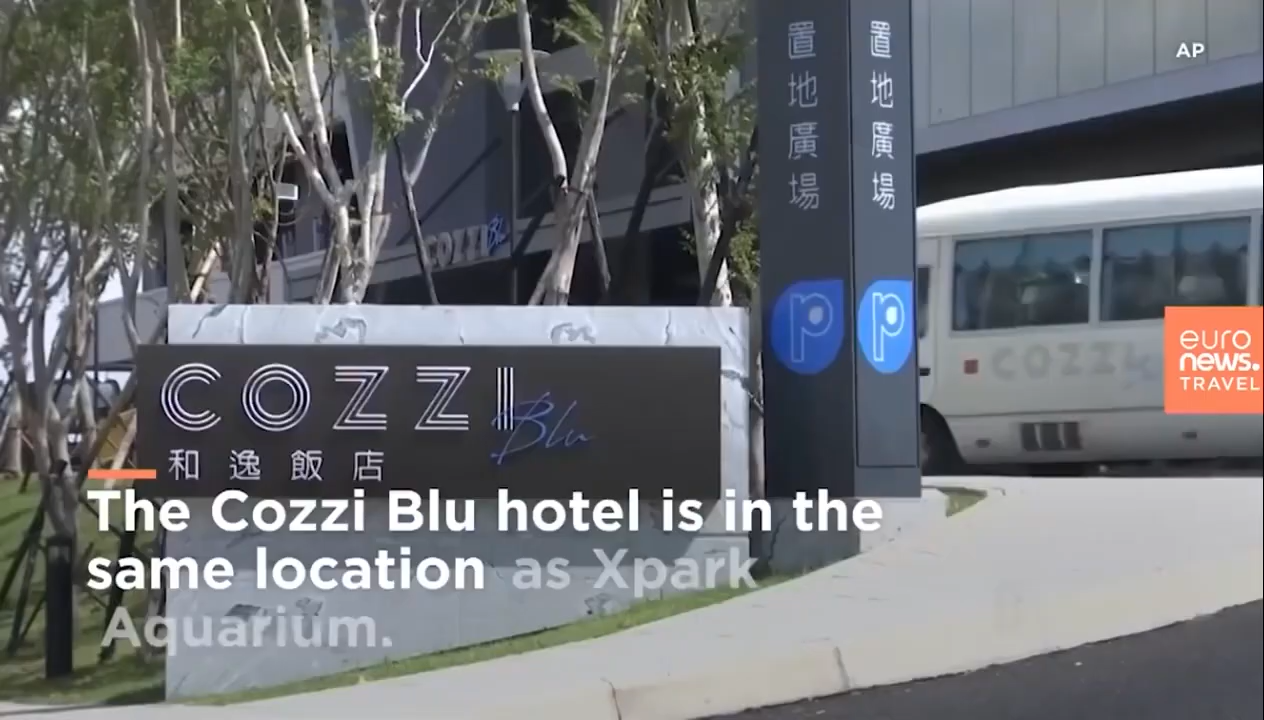 AP
置地廣場
置地廣場
COZZI Blu
p
p
COZZI
euro
news.
TRAVEL
COZZI Blu
和逸飯店
The Cozzi Blu hotel is in the
same location as Xpark
Aquarium.